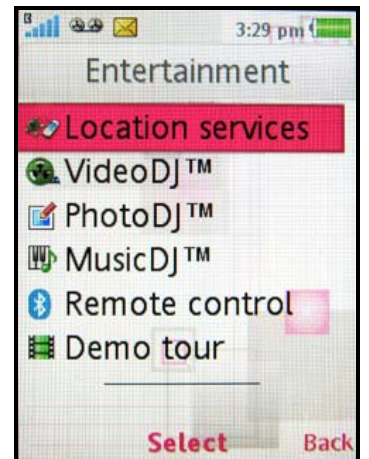 3:29 pm
Entertainment
Location services
VideoDJ™
PhotoDJ™
MusicDJ™
Remote control
Demo tour
Select Back